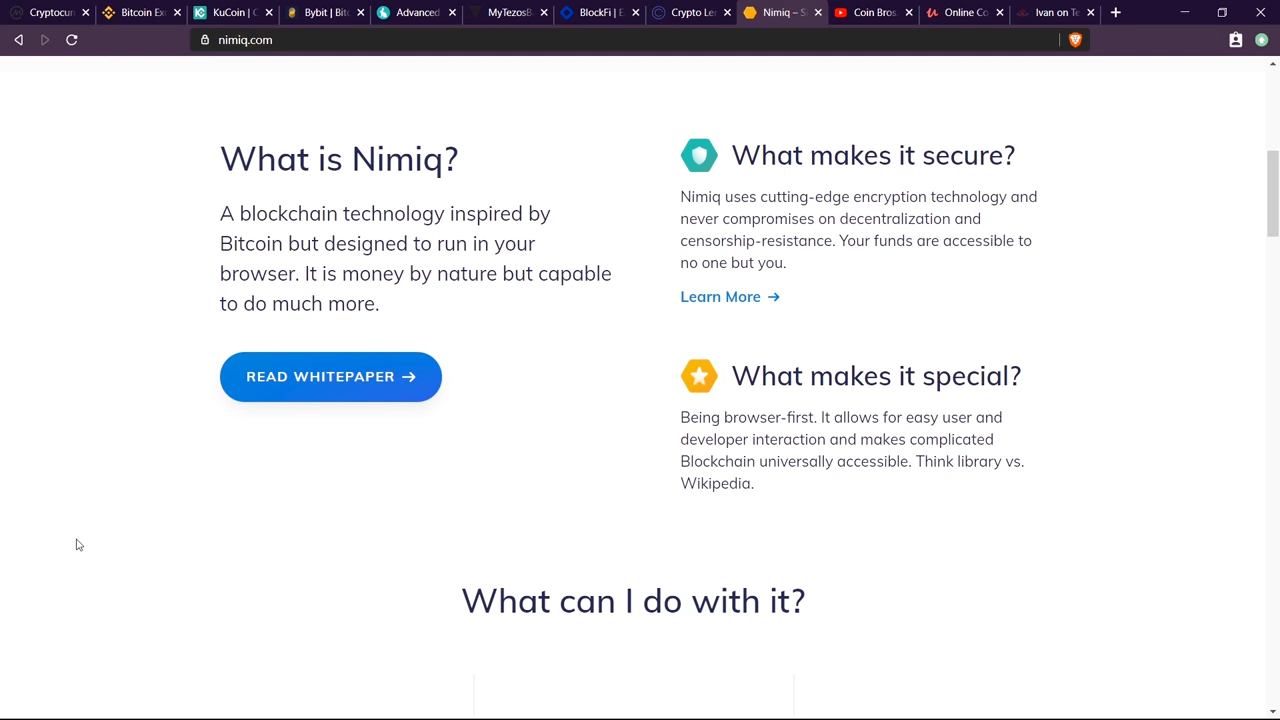 Cryptocurr
Bitcoin Ex
KuCoin | C
Bybit | Bitc
Advanced
MyTezosBa
BlockFi | E
Crypto Len
Nimiq – S
Coin Bros
Online Co
Ivan on Te
nimiq.com
What is Nimiq?
A blockchain technology inspired by
Bitcoin but designed to run in your
browser. It is money by nature but capable
to do much more.
READ WHITEPAPER →
What makes it secure?
Nimiq uses cutting-edge encryption technology and
never compromises on decentralization and
censorship-resistance. Your funds are accessible to
no one but you.
Learn More →
What makes it special?
Being browser-first. It allows for easy user and
developer interaction and makes complicated
Blockchain universally accessible. Think library vs.
Wikipedia.
What can I do with it?